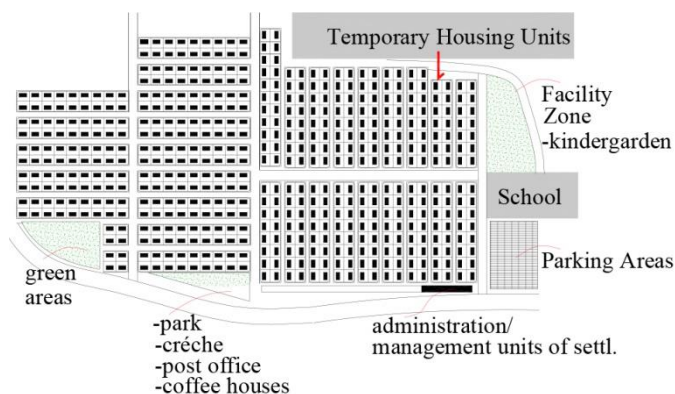 Temporary Housing Units
Facility
Zone
-kindergarden
School
green
areas
Parking Areas
-park
-créche
-post office
-coffee houses
administration/
management units of settl.